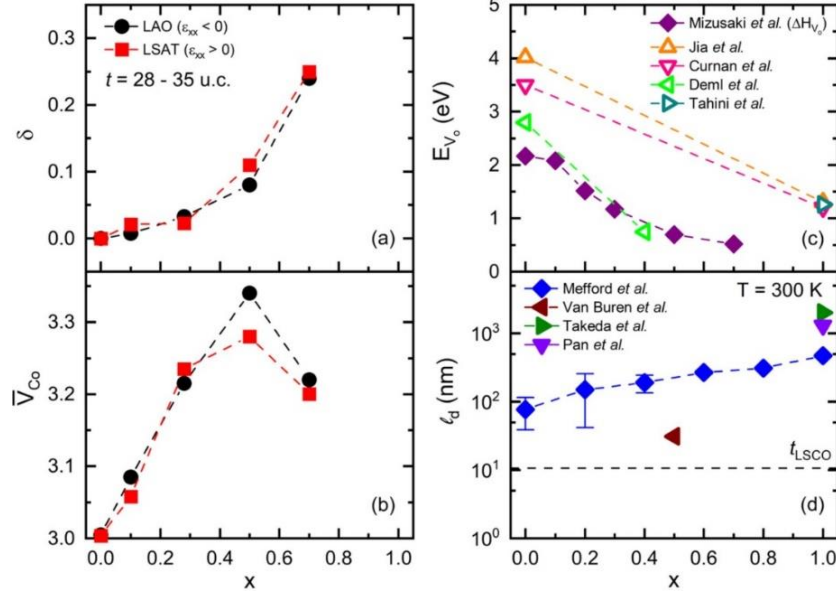 0.3
0.2
0.1
0.0
δ
LAO (εxx < 0)
LSAT (εxx > 0)
t = 28 - 35 u.c.
(a)
3.3
3.2
3.1
3.0
V̅Co
(b)
0.0 0.2 0.4 0.6 0.8 1.0
x
5
4
3
2
1
0
EVo (eV)
Mizusaki et al. (ΔHVo)
Jia et al.
Curnan et al.
Deml et al.
Tahini et al.
(c)
10³
10²
10¹
10⁰
ℓd (nm)
Mefford et al.
Van Buren et al.
Takeda et al.
Pan et al.
T = 300 K
tLSCO
(d)
0.0 0.2 0.4 0.6 0.8 1.0
x